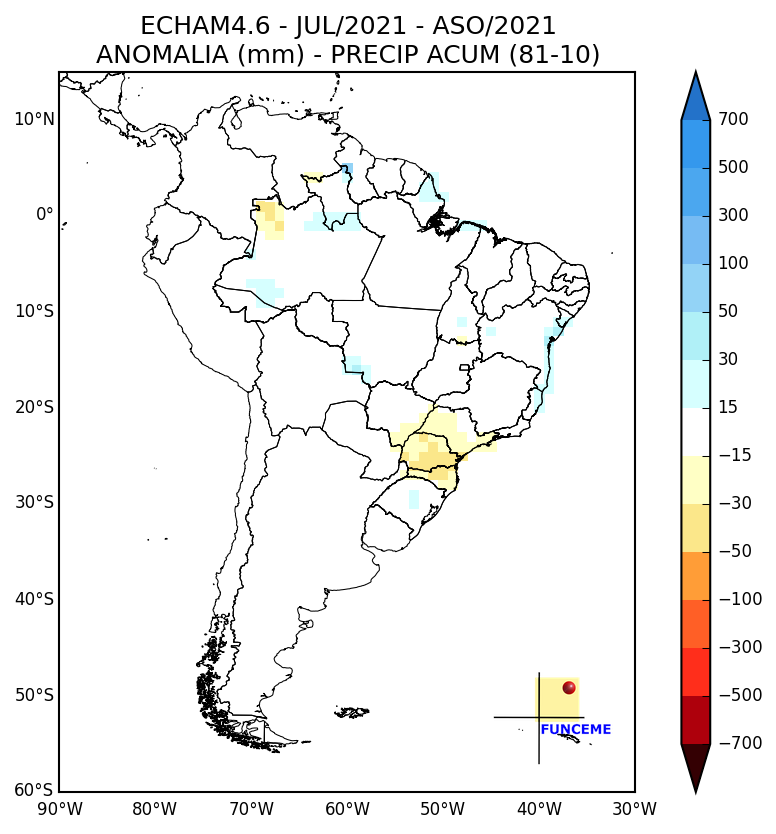 ECHAM4.6 - JUL/2021 - ASO/2021
ANOMALIA (mm) - PRECIP ACUM (81-10)
10°N
0°
10°S
20°S
30°S
40°S
50°S
60°S
90°W 80°W 70°W 60°W 50°W 40°W 30°W
700
500
300
100
50
30
15
−15
−30
−50
−100
−300
−500
−700
FUNCEME